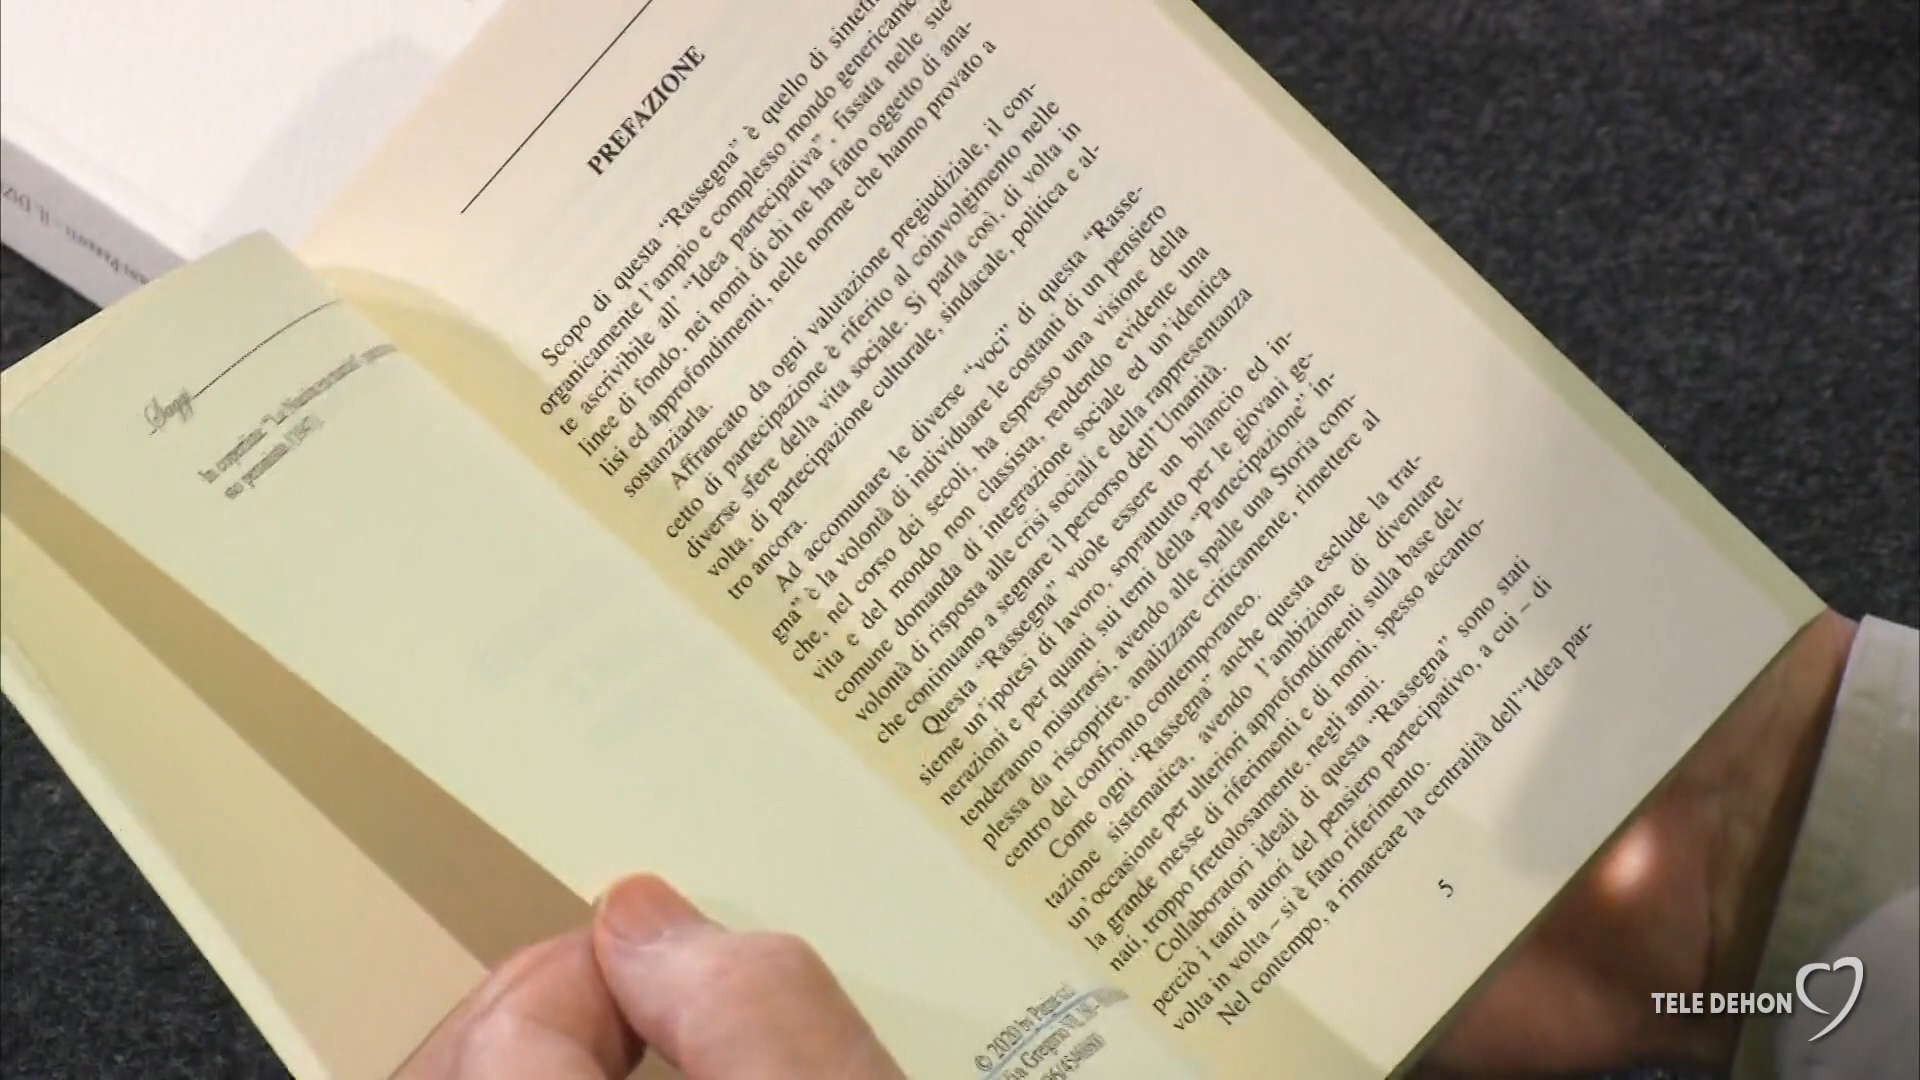 PREFAZIONE
Scopo di questa “Rassegna” è quello di
organicamente l’ampio e complesso mondo
te ascrivibile all’ “Idea partecipativa”, fissata nelle sue
linee di fondo, nei nomi di chi ne ha fatto oggetto di ana-
lisi ed approfondimenti, nelle norme che hanno provato a
sostanziarla.
Affrancato da ogni valutazione pregiudiziale, il con-
cetto di partecipazione è riferito al coinvolgimento nelle
diverse sfere della vita sociale. Si parla così, di volta in
volta, di partecipazione culturale, sindacale, politica e al-
tro ancora.
Ad accomunare le diverse “voci” di questa “Rasse-
gna” è la volontà di individuare le costanti di un pensiero
che, nel corso dei secoli, ha espresso una visione della
vita e del mondo non classista, rendendo evidente una
comune domanda di integrazione sociale ed un’identica
volontà di risposta alle crisi sociali e della rappresentanza
che continuano a segnare il percorso dell’Umanità.
Questa “Rassegna” vuole essere un bilancio ed in-
sieme un’ipotesi di lavoro, soprattutto per le giovani ge-
nerazioni e per quanti sui temi della “Partecipazione” in-
tenderanno misurarsi, avendo alle spalle una Storia com-
plessa da riscoprire, analizzare criticamente, rimettere al
centro del confronto contemporaneo.
Come ogni “Rassegna” anche questa esclude la trat-
tazione sistematica, avendo l’ambizione di diventare
un’occasione per ulteriori approfondimenti sulla base del-
la grande messe di riferimenti e di nomi, spesso accanto-
nati, troppo frettolosamente, negli anni.
Collaboratori ideali di questa “Rassegna” sono stati
perciò i tanti autori del pensiero partecipativo, a cui – di
volta in volta – si è fatto riferimento.
Nel contempo, a rimarcare la centralità dell’“Idea par-
5
In copertina:
© 2020 by
TELE DEHON